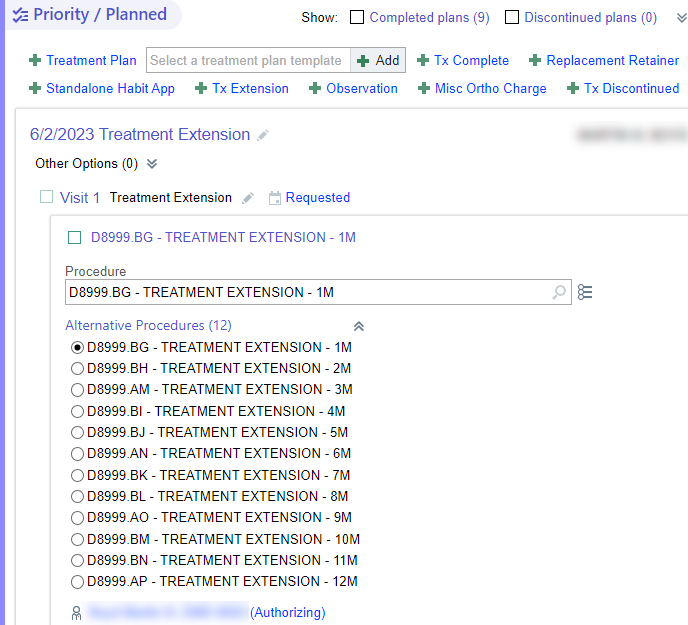 Priority / Planned
Show: Completed plans (9) Discontinued plans (0)
Treatment Plan Select a treatment plan template Add Tx Complete Replacement Retainer
Standalone Habit App Tx Extension Observation Misc Ortho Charge Tx Discontinued
6/2/2023 Treatment Extension
Other Options (0)
Visit 1 Treatment Extension Requested
D8999.BG - TREATMENT EXTENSION - 1M
Procedure
D8999.BG - TREATMENT EXTENSION - 1M
Alternative Procedures (12)
D8999.BG - TREATMENT EXTENSION - 1M
D8999.BH - TREATMENT EXTENSION - 2M
D8999.AM - TREATMENT EXTENSION - 3M
D8999.BI - TREATMENT EXTENSION - 4M
D8999.BJ - TREATMENT EXTENSION - 5M
D8999.AN - TREATMENT EXTENSION - 6M
D8999.BK - TREATMENT EXTENSION - 7M
D8999.BL - TREATMENT EXTENSION - 8M
D8999.AO - TREATMENT EXTENSION - 9M
D8999.BM - TREATMENT EXTENSION - 10M
D8999.BN - TREATMENT EXTENSION - 11M
D8999.AP - TREATMENT EXTENSION - 12M
(Authorizing)